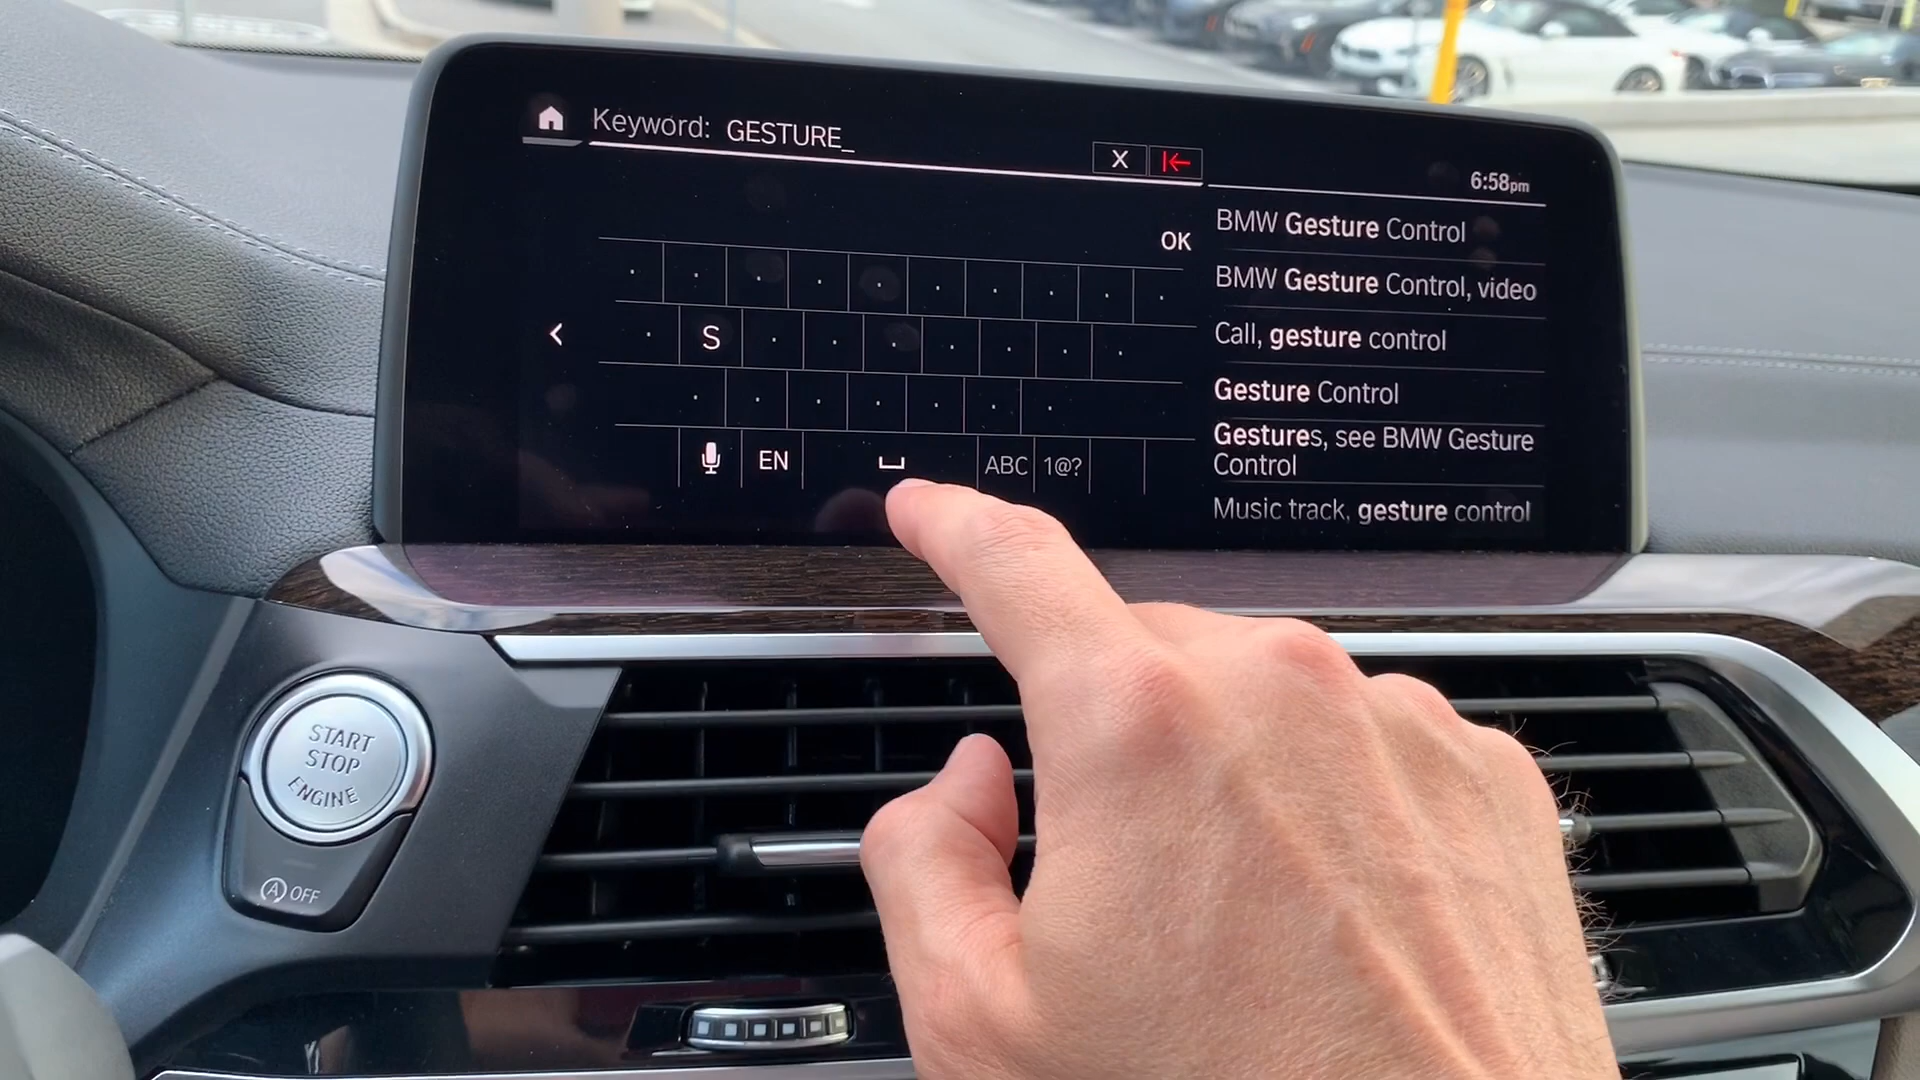 Keyword: GESTURE_
X
6:58pm
OK
S
EN
ABC
1@?
BMW Gesture Control
BMW Gesture Control, video
Call, gesture control
Gesture Control
Gestures, see BMW Gesture
Control
Music track, gesture control
START
STOP
ENGINE
A OFF